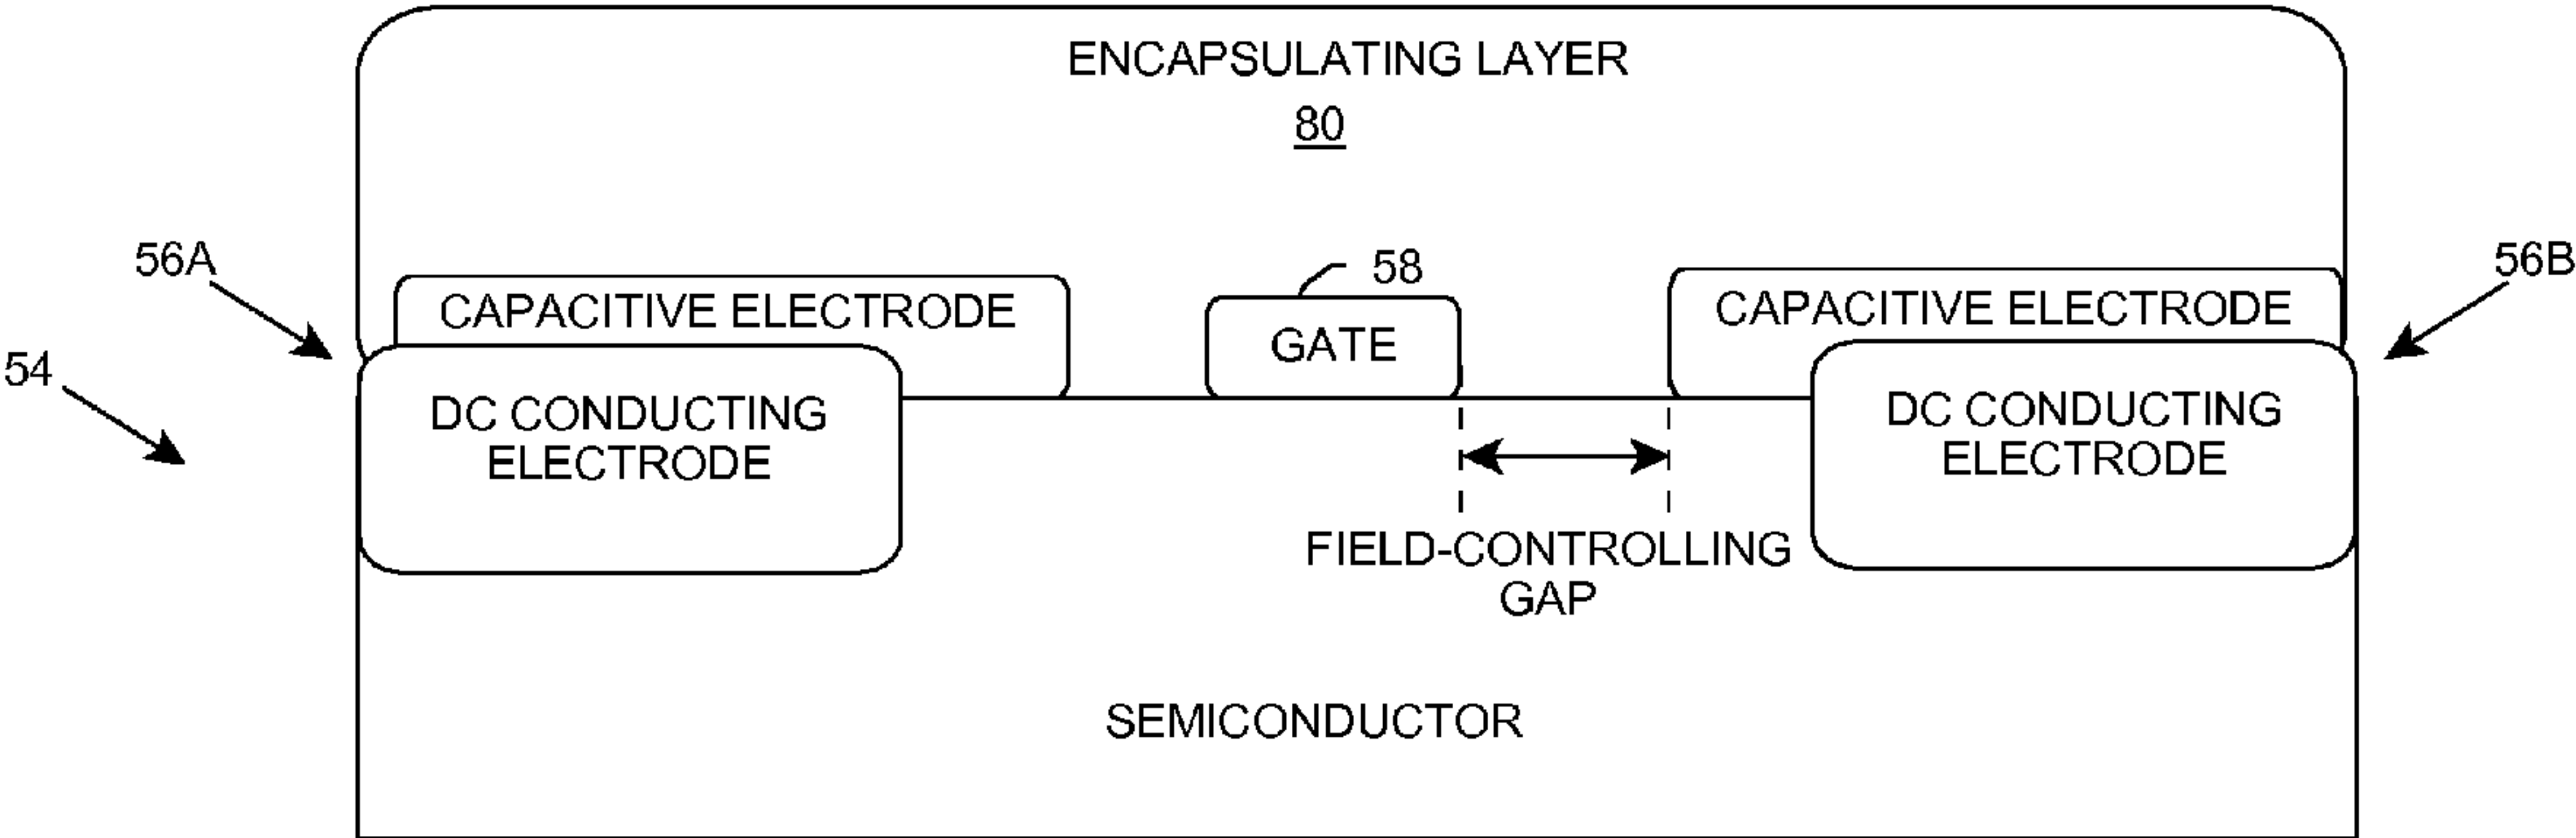 ENCAPSULATING LAYER
80
56A
58
56B
CAPACITIVE ELECTRODE
CAPACITIVE ELECTRODE
GATE
54
DC CONDUCTING
ELECTRODE
DC CONDUCTING
ELECTRODE
FIELD-CONTROLLING
GAP
SEMICONDUCTOR